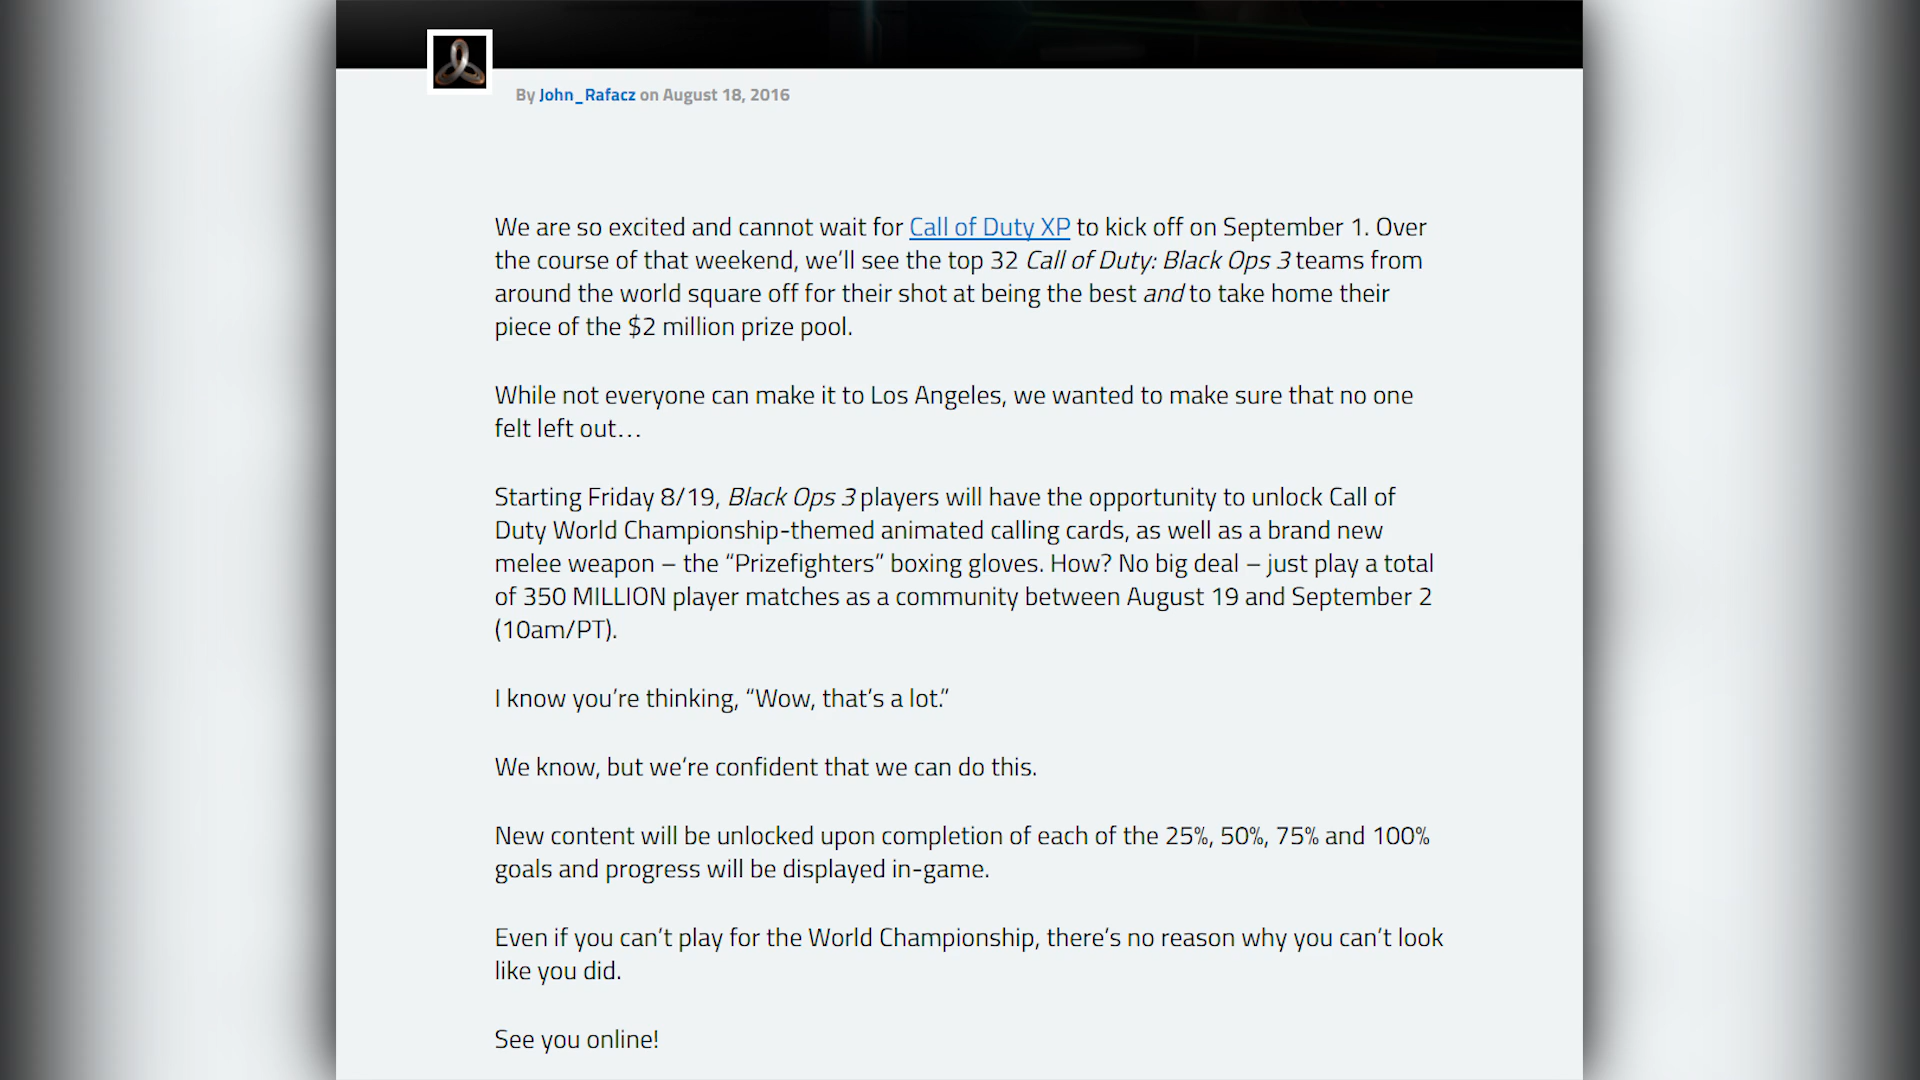 By John_Rafacz on August 18, 2016
We are so excited and cannot wait for Call of Duty XP to kick off on September 1. Over
the course of that weekend, we’ll see the top 32 Call of Duty: Black Ops 3 teams from
around the world square off for their shot at being the best and to take home their
piece of the $2 million prize pool.
While not everyone can make it to Los Angeles, we wanted to make sure that no one
felt left out…
Starting Friday 8/19, Black Ops 3 players will have the opportunity to unlock Call of
Duty World Championship-themed animated calling cards, as well as a brand new
melee weapon – the “Prizefighters” boxing gloves. How? No big deal – just play a total
of 350 MILLION player matches as a community between August 19 and September 2
(10am/PT).
I know you’re thinking, “Wow, that’s a lot.”
We know, but we’re confident that we can do this.
New content will be unlocked upon completion of each of the 25%, 50%, 75% and 100%
goals and progress will be displayed in-game.
Even if you can’t play for the World Championship, there’s no reason why you can’t look
like you did.
See you online!